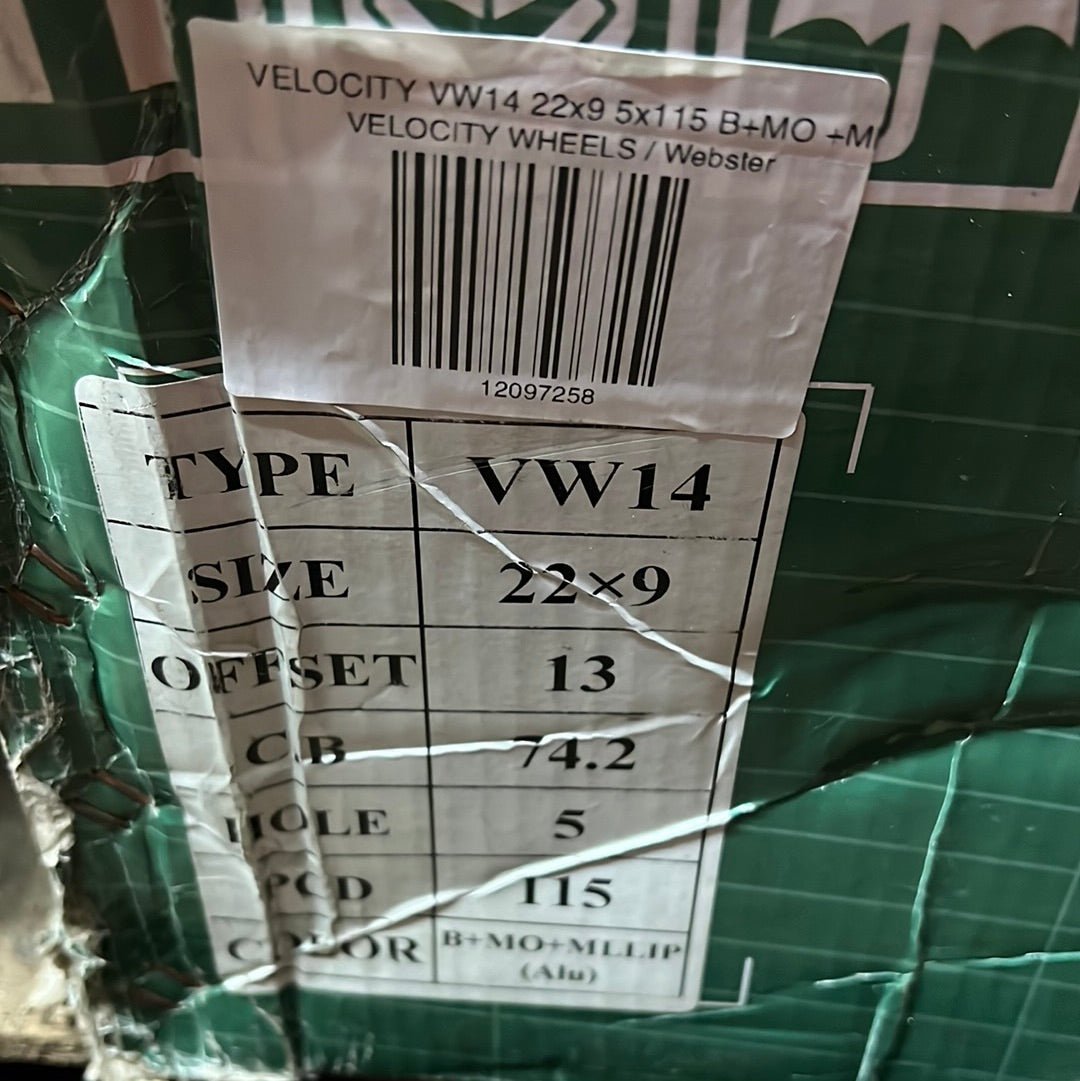 VELOCITY VW14 22x9 5x115 B+MO +M
VELOCITY WHEELS / Webster
12097258
TYPE VW14
SIZE 22×9
OFFSET 13
CB 74.2
HOLE 5
PCD 115
COLOR B+MO+MLLIP
(Alu)